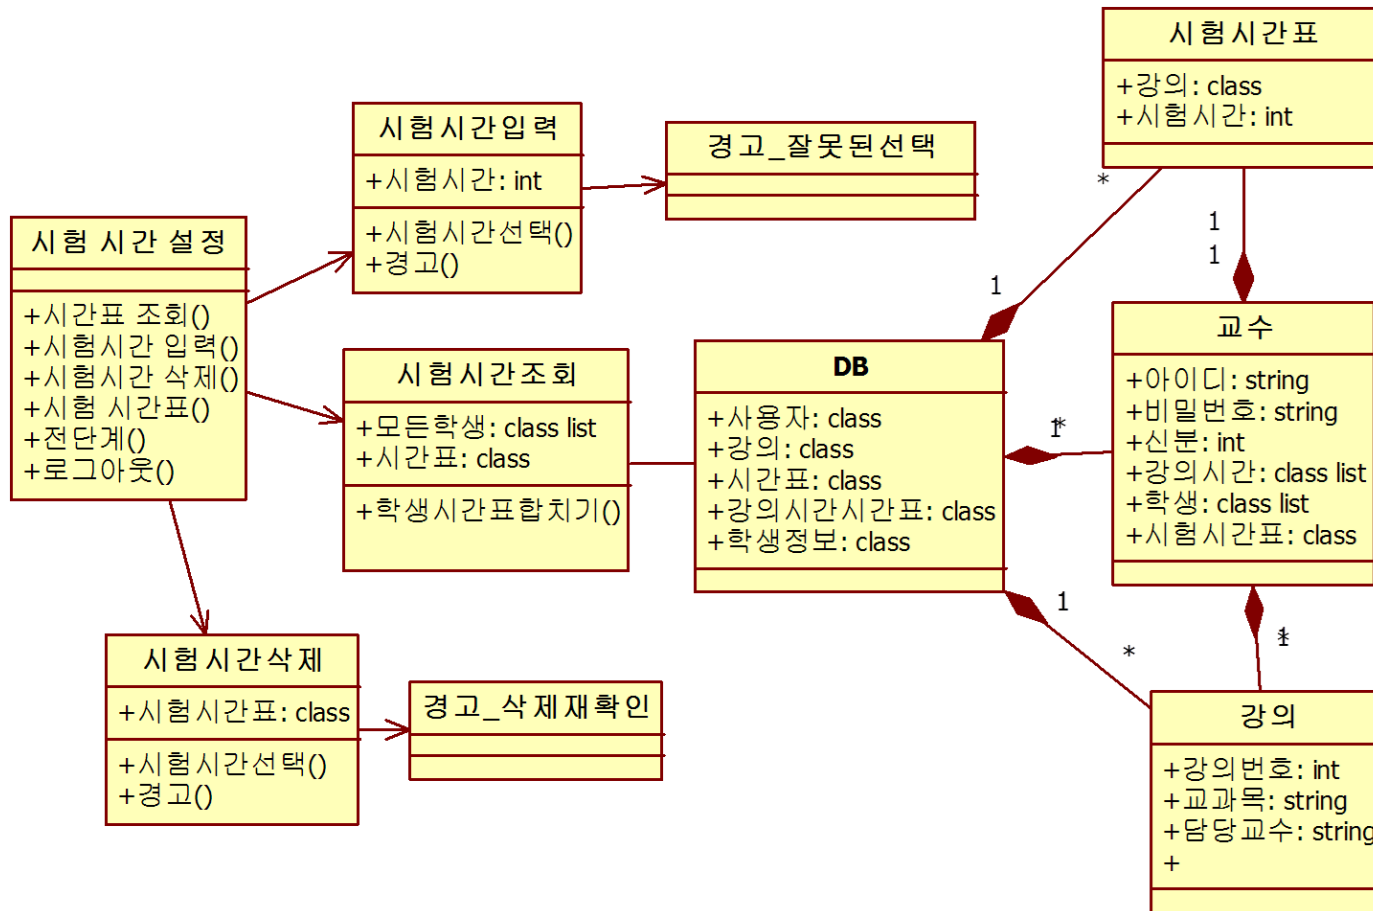 시험시간표
+강의: class
+시험시간: int
시험시간입력
+시험시간: int
+시험시간선택()
+경고()
경고_잘못된선택
*
시험 시간 설정
+시간표 조회()
+시험시간 입력()
+시험시간 삭제()
+시험 시간표()
+전단계()
+로그아웃()
1
1
1
교수
+아이디: string
+비밀번호: string
+신분: int
+강의시간: class list
+학생: class list
+시험시간표: class
시험시간조회
+모든학생: class list
+시간표: class
+학생시간표합치기()
DB
+사용자: class
+강의: class
+시간표: class
+강의시간시간표: class
+학생정보: class
1
*
1
*
1
*
시험시간삭제
+시험시간표: class
+시험시간선택()
+경고()
경고_삭제재확인
강의
+강의번호: int
+교과목: string
+담당교수: string
+